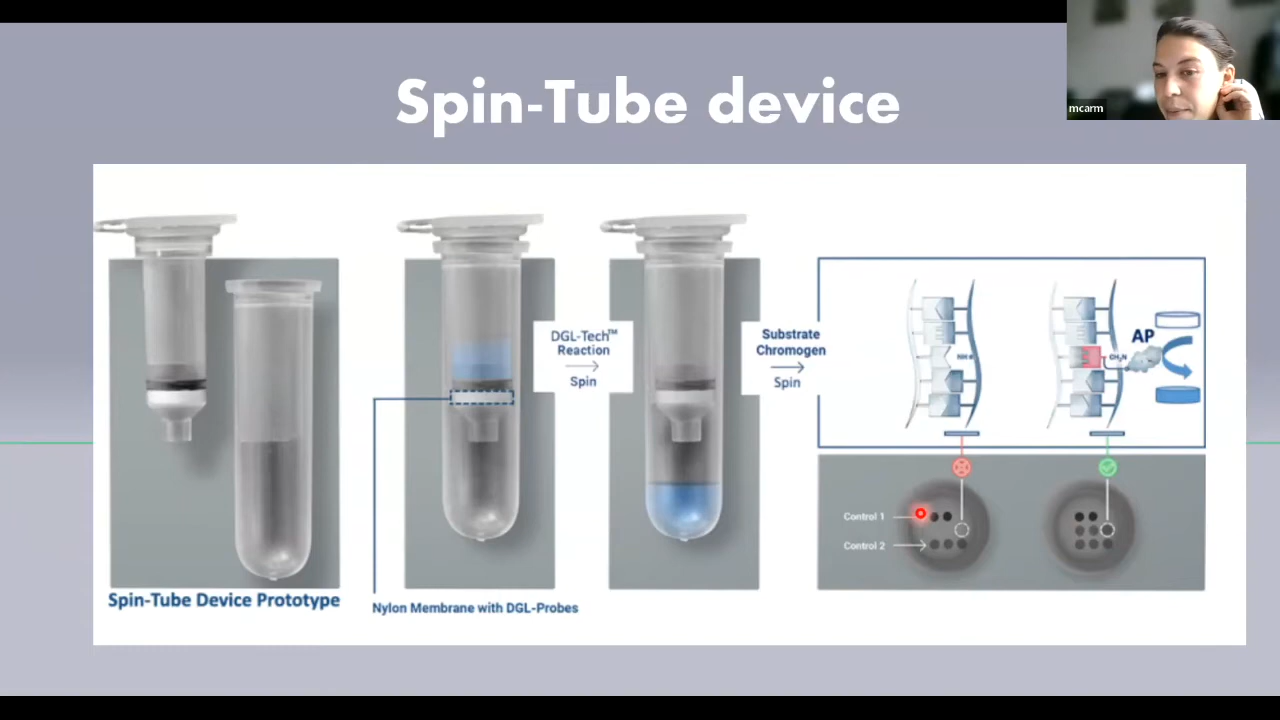 mcarm
Spin-Tube device
DGL-Tech™
Reaction
Spin
Substrate
Chromogen
Spin
AP
CH₂N
Control 1
Control 2
Spin-Tube Device Prototype
Nylon Membrane with DGL-Probes